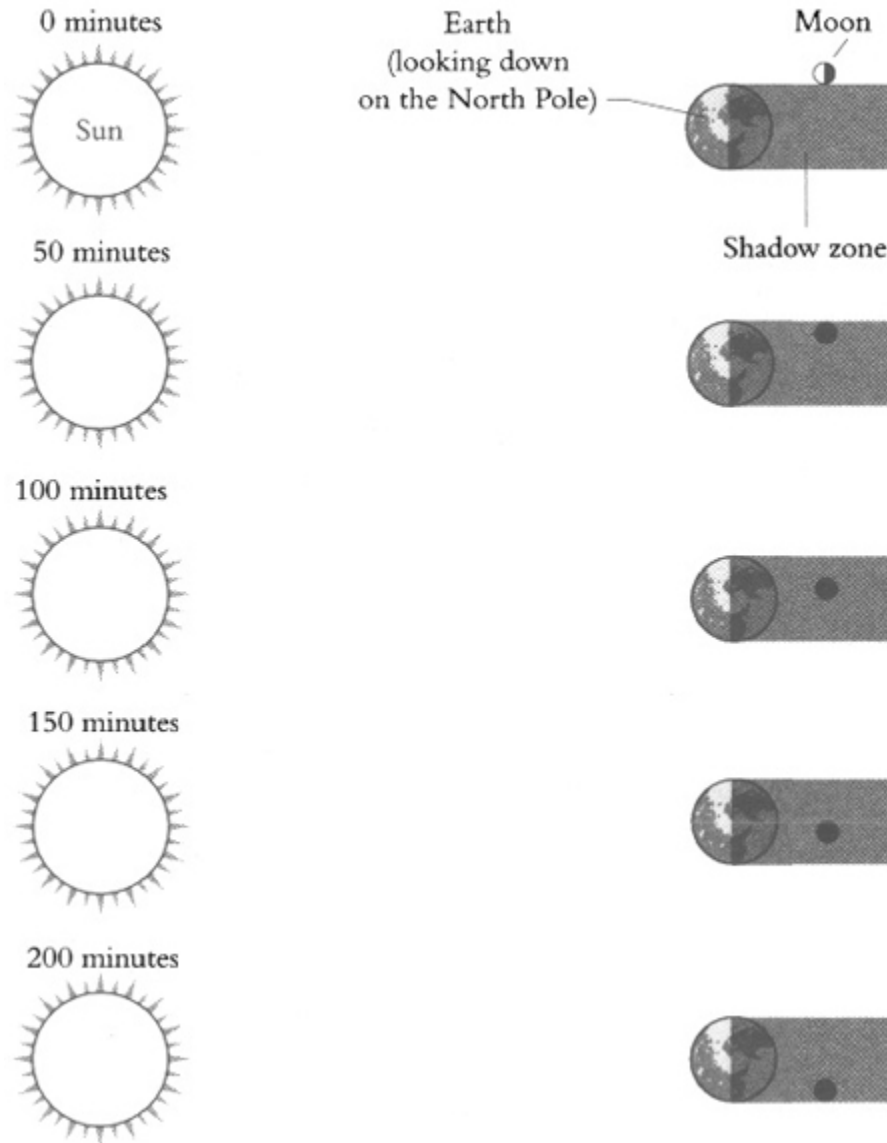 0 minutes
Earth
(looking down
on the North Pole)
Moon
Sun
Shadow zone
50 minutes
100 minutes
150 minutes
200 minutes